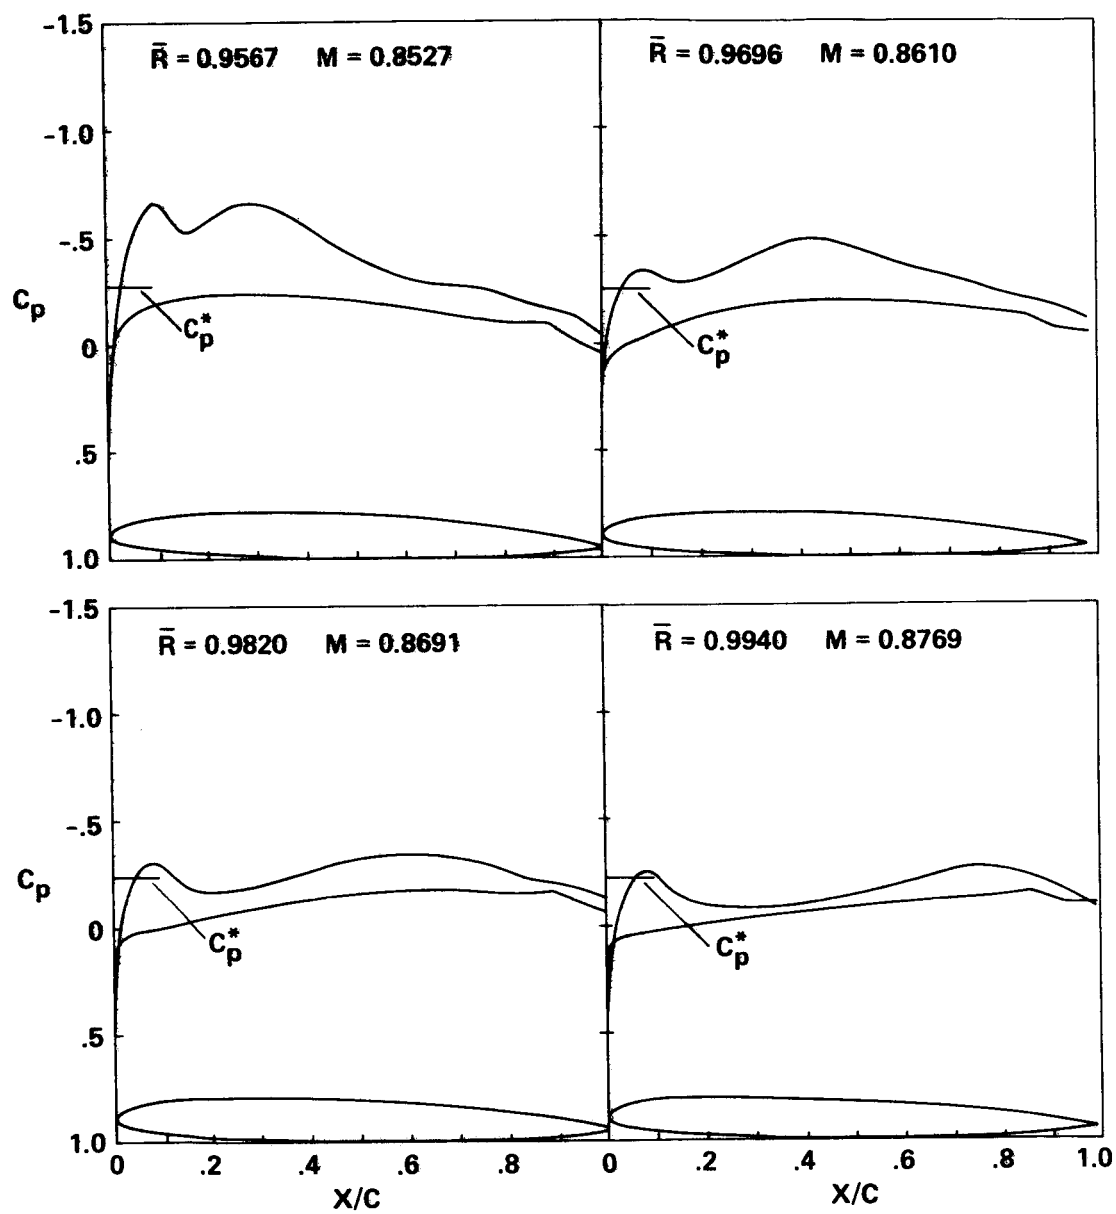 R̄ = 0.9567 M = 0.8527
R̄ = 0.9696 M = 0.8610
-1.5
-1.0
-.5
Cp
0
.5
1.0
Cp*
Cp*
R̄ = 0.9820 M = 0.8691
R̄ = 0.9940 M = 0.8769
-1.5
-1.0
-.5
Cp
0
.5
1.0
Cp*
Cp*
0 .2 .4 .6 .8 0 .2 .4 .6 .8 1.0
X/C X/C